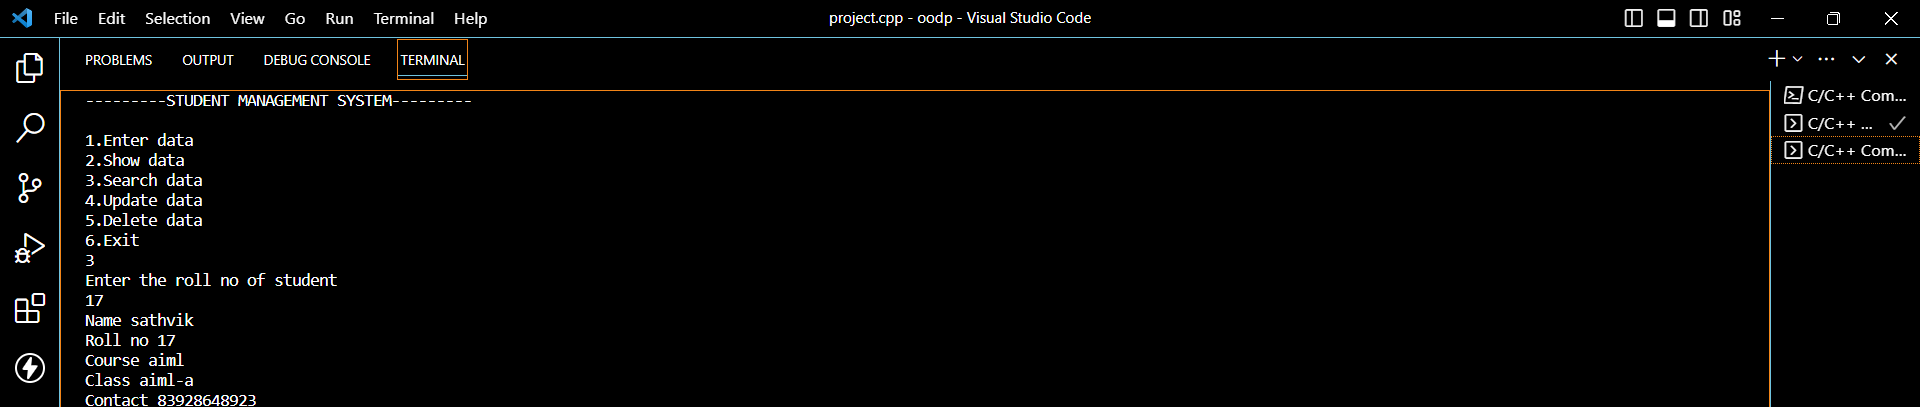 File Edit Selection View Go Run Terminal Help
project.cpp - oodp - Visual Studio Code
PROBLEMS OUTPUT DEBUG CONSOLE TERMINAL
---------STUDENT MANAGEMENT SYSTEM---------
1.Enter data
2.Show data
3.Search data
4.Update data
5.Delete data
6.Exit
3
Enter the roll no of student
17
Name sathvik
Roll no 17
Course aiml
Class aiml-a
Contact 83928648923
C/C++ Com...
C/C++ ...
C/C++ Com...